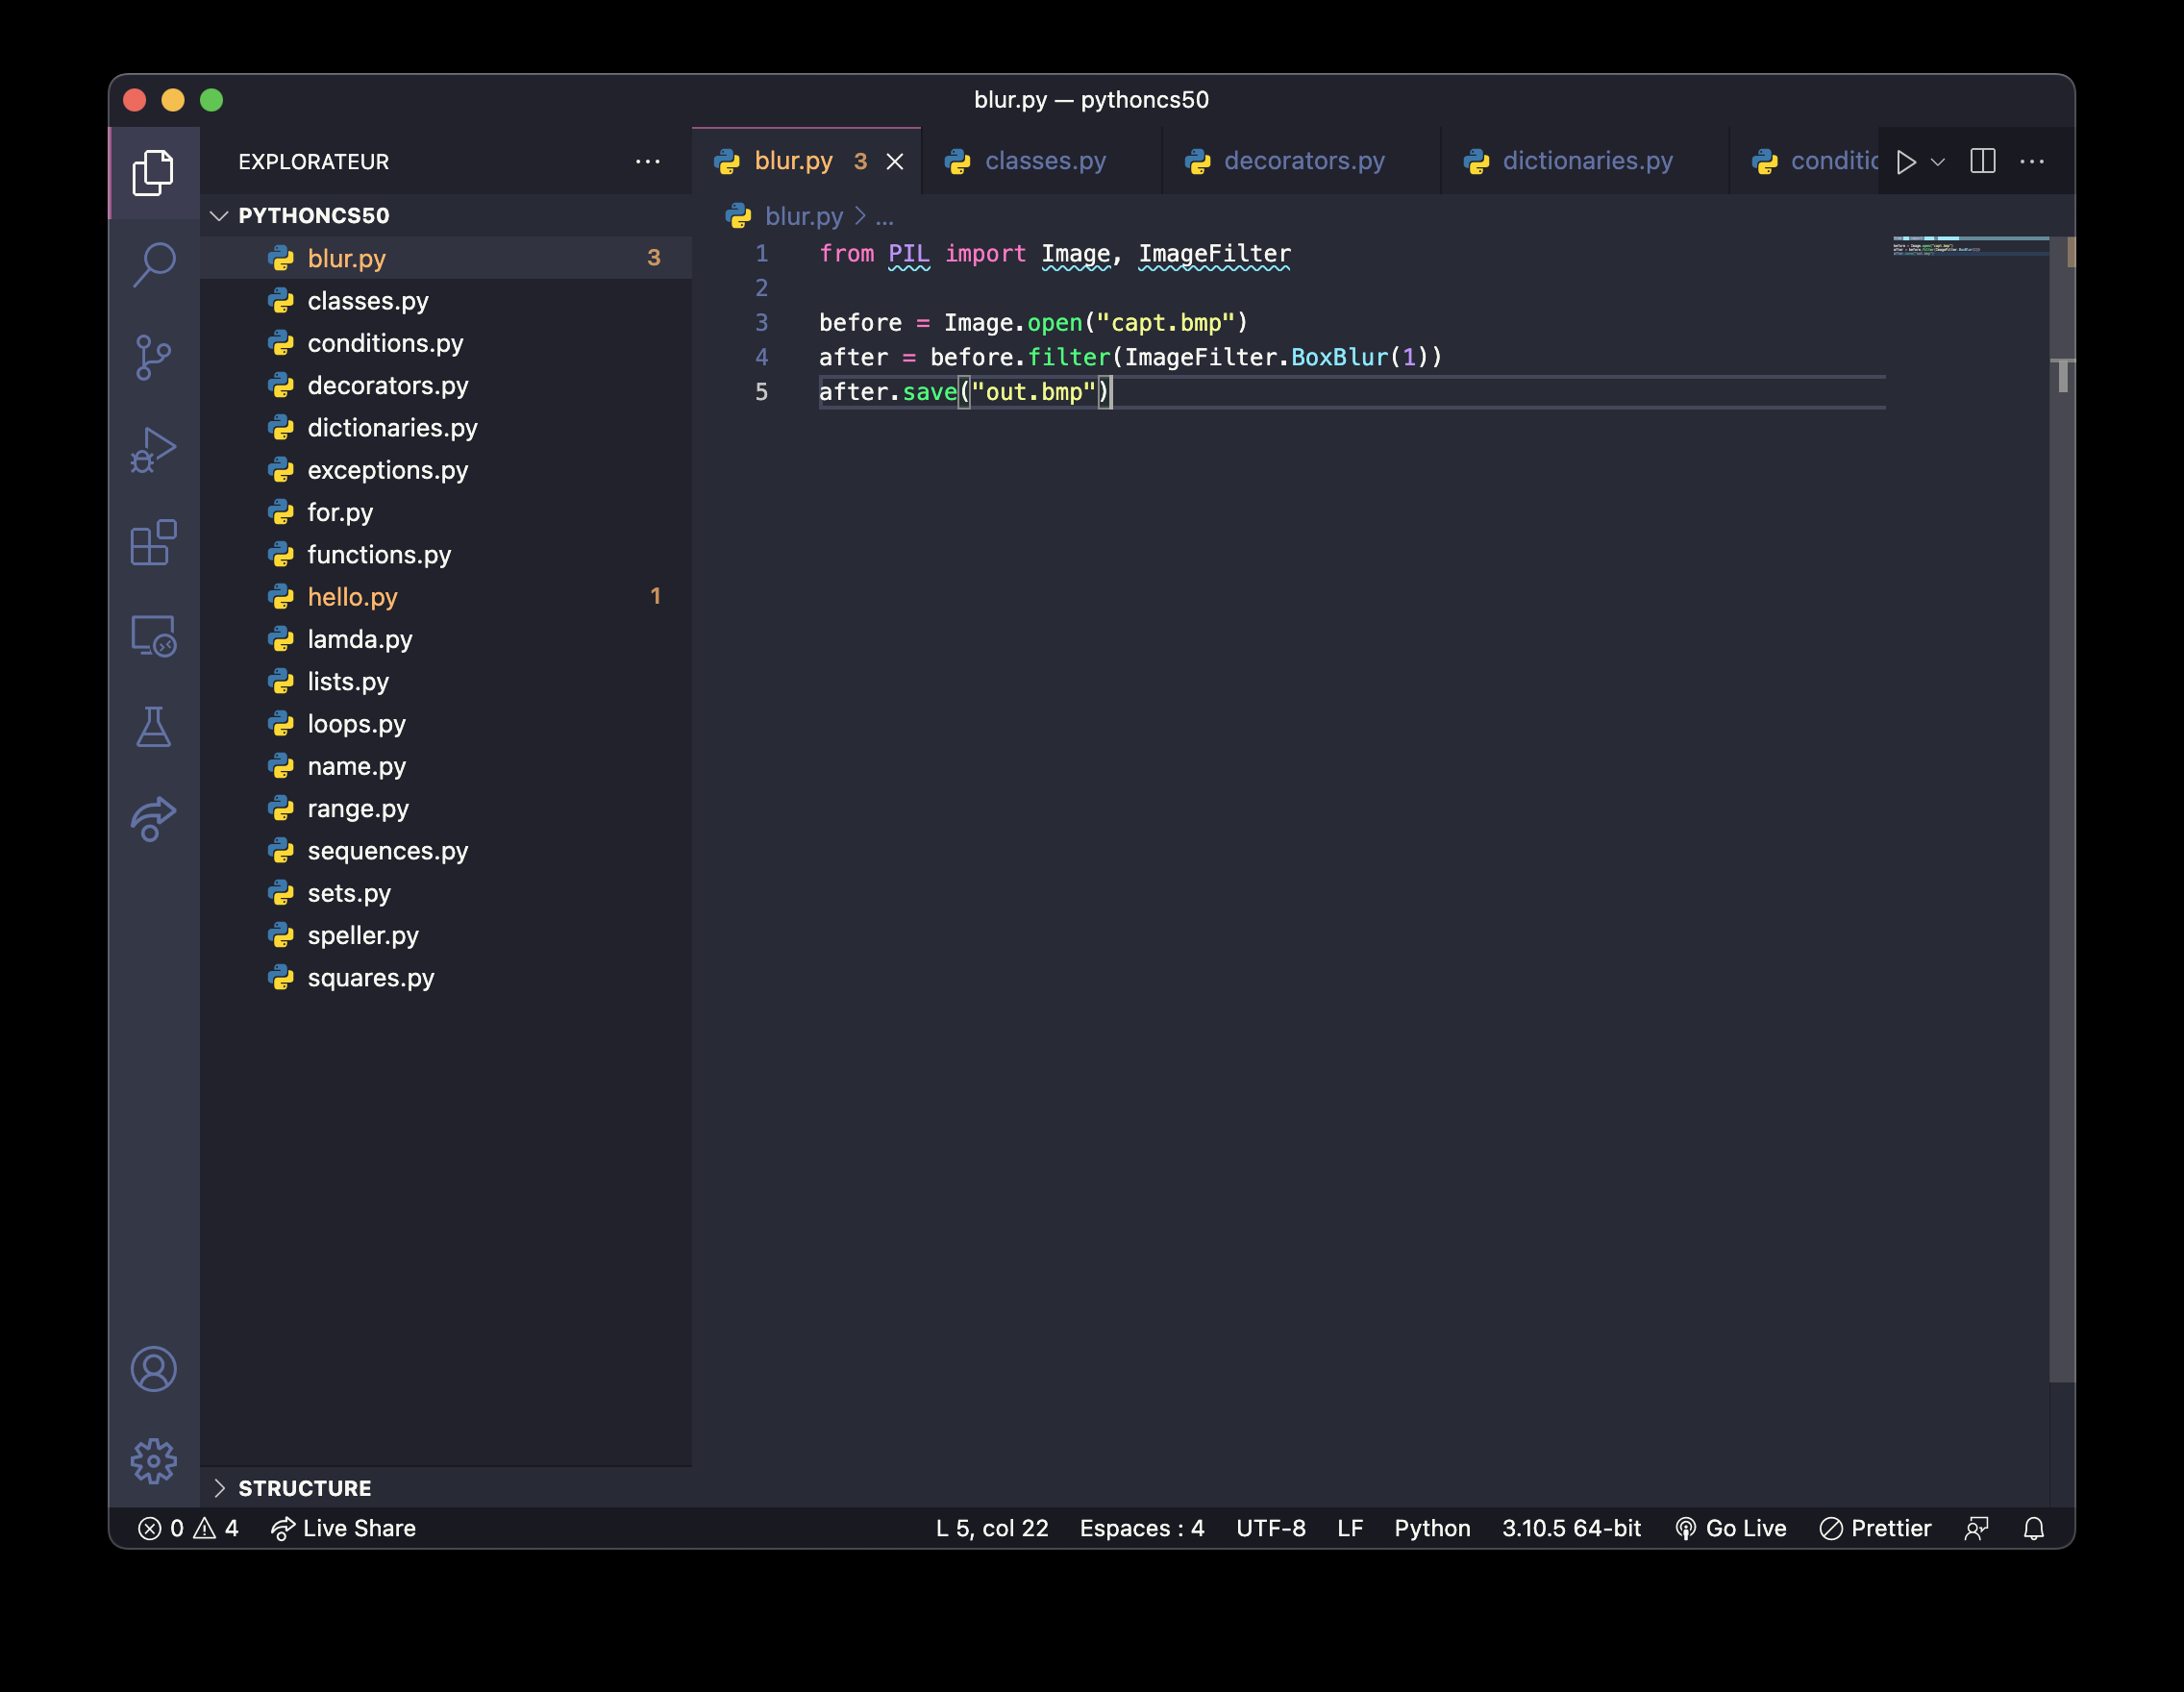 blur.py — pythoncs50
EXPLORATEUR
PYTHONCS50
blur.py 3
classes.py
conditions.py
decorators.py
dictionaries.py
exceptions.py
for.py
functions.py
hello.py 1
lamda.py
lists.py
loops.py
name.py
range.py
sequences.py
sets.py
speller.py
squares.py
STRUCTURE
blur.py 3 classes.py decorators.py dictionaries.py conditic
blur.py > ...
1 from PIL import Image, ImageFilter
2
3 before = Image.open("capt.bmp")
4 after = before.filter(ImageFilter.BoxBlur(1))
5 after.save("out.bmp")
0 4 Live Share L 5, col 22 Espaces : 4 UTF-8 LF Python 3.10.5 64-bit Go Live Prettier